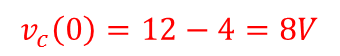 v_c(0) = 12 − 4 = 8V